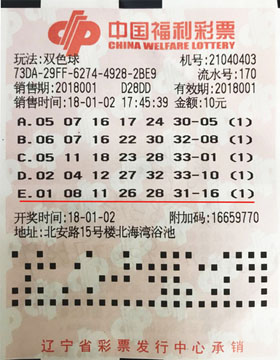 中国福利彩票
CHINA WELFARE LOTTERY
玩法:双色球 机号:21040403
73DA-29FF-6274-4928-2BE9 流水号:170
销售期:2018001 D28DD 有效期:2018001
销售时间:18-01-02 17:45:39 金额:10元
A.05 07 16 17 24 30-05 (1)
B.06 07 16 22 30 32-08 (1)
C.05 11 18 23 28 33-01 (1)
D.02 04 12 27 32 33-10 (1)
E.01 08 11 26 28 31-16 (1)
开奖时间:18-01-02 附加码:16659770
地址:北安路15号楼北海湾浴池
辽宁省彩票发行中心承销